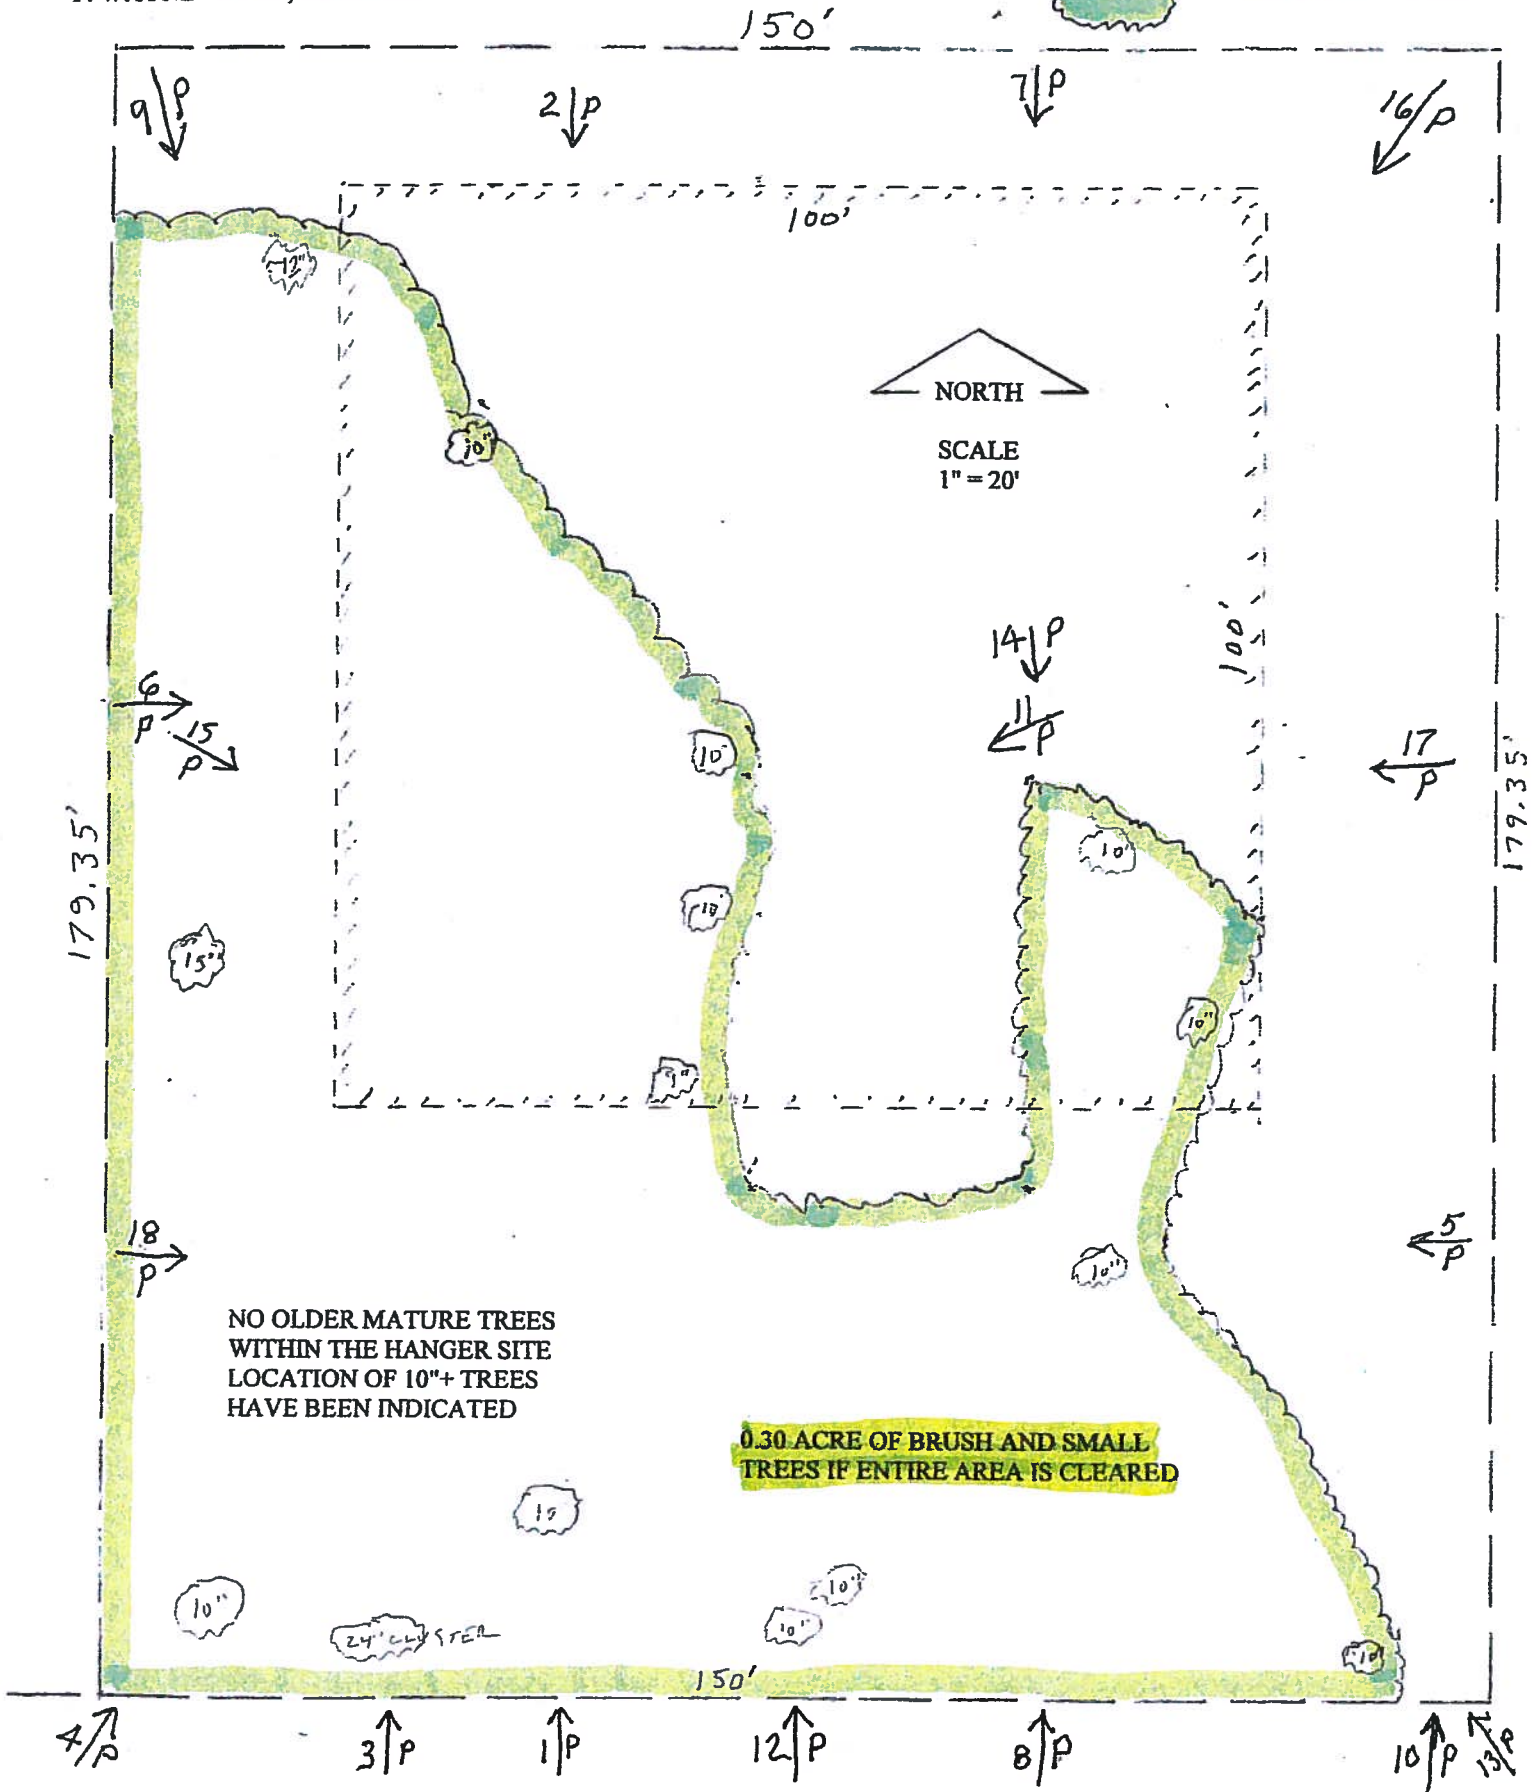 150'
9 P
2 P
7 P
16 P
100'
12"
NORTH
10"
SCALE
1" = 20'
100'
14 P
11 P
6 P
15 P
10"
17 P
179.35'
179.35'
10'
10
15"
10"
18 P
5 P
10"
NO OLDER MATURE TREES
WITHIN THE HANGER SITE
LOCATION OF 10"+ TREES
HAVE BEEN INDICATED
0.30 ACRE OF BRUSH AND SMALL
TREES IF ENTIRE AREA IS CLEARED
10"
10"
10"
24" CLUSTER
10
150'
4 P
3 P
1 P
12 P
8 P
10 P
13 P